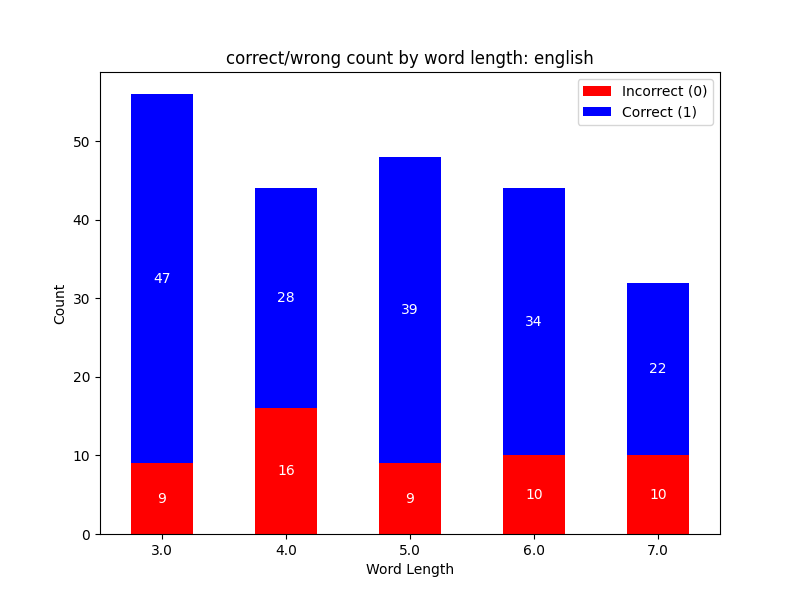 correct/wrong count by word length: english
Incorrect (0)
Correct (1)
50
40
30
20
10
0
Count
47
28
39
34
22
9
16
9
10
10
3.0 4.0 5.0 6.0 7.0
Word Length